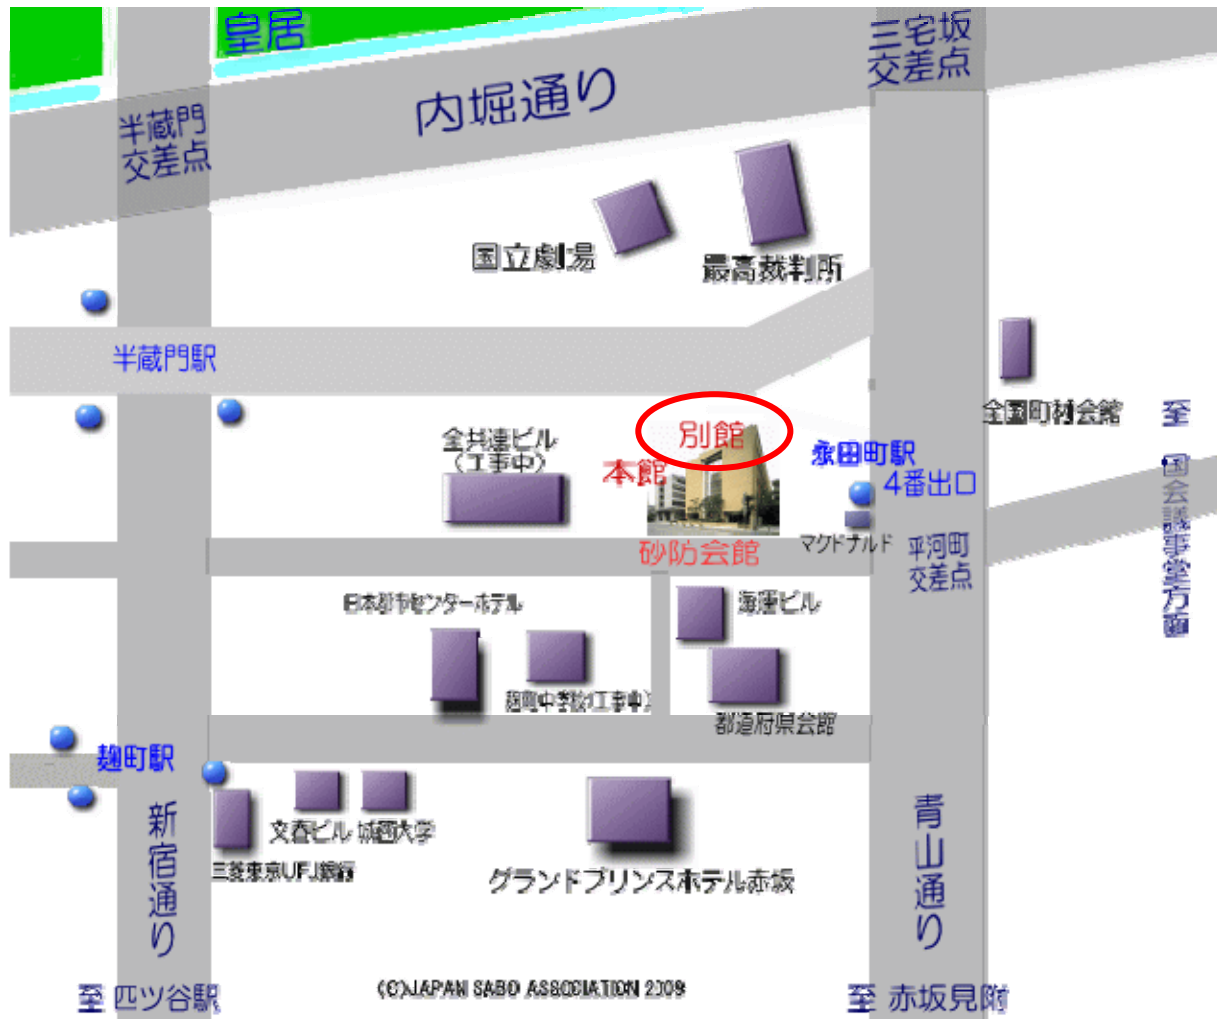 皇居
三宅坂
交差点
内堀通り
半蔵門
交差点
国立劇場
最高裁判所
半蔵門駅
全国町村会館
至 国会議事堂方面
別館
全共連ビル
(工事中)
本館
永田町駅
4番出口
マクドナルド
砂防会館
平河町
交差点
日本都市センターホテル
海運ビル
麹町中学校(工事中)
都道府県会館
麹町駅
新宿通り
文春ビル
城西大学
三菱東京UFJ銀行
グランドプリンスホテル赤坂
青山通り
至 四ツ谷駅
(C)JAPAN SABO ASSOCIATION 2009
至 赤坂見附